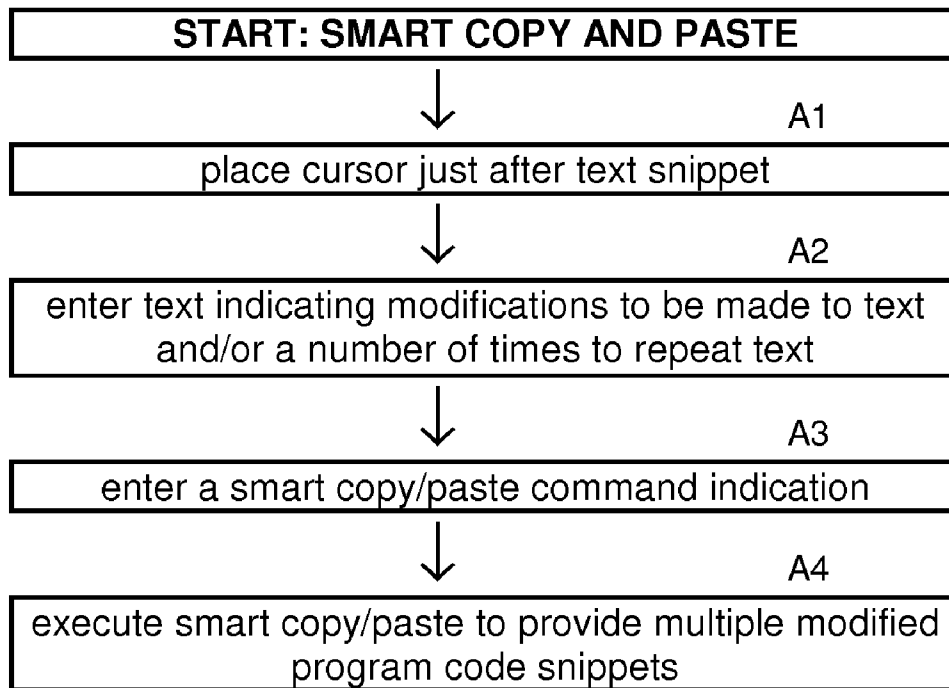 START: SMART COPY AND PASTE
A1
place cursor just after text snippet
A2
enter text indicating modifications to be made to text
and/or a number of times to repeat text
A3
enter a smart copy/paste command indication
A4
execute smart copy/paste to provide multiple modified
program code snippets